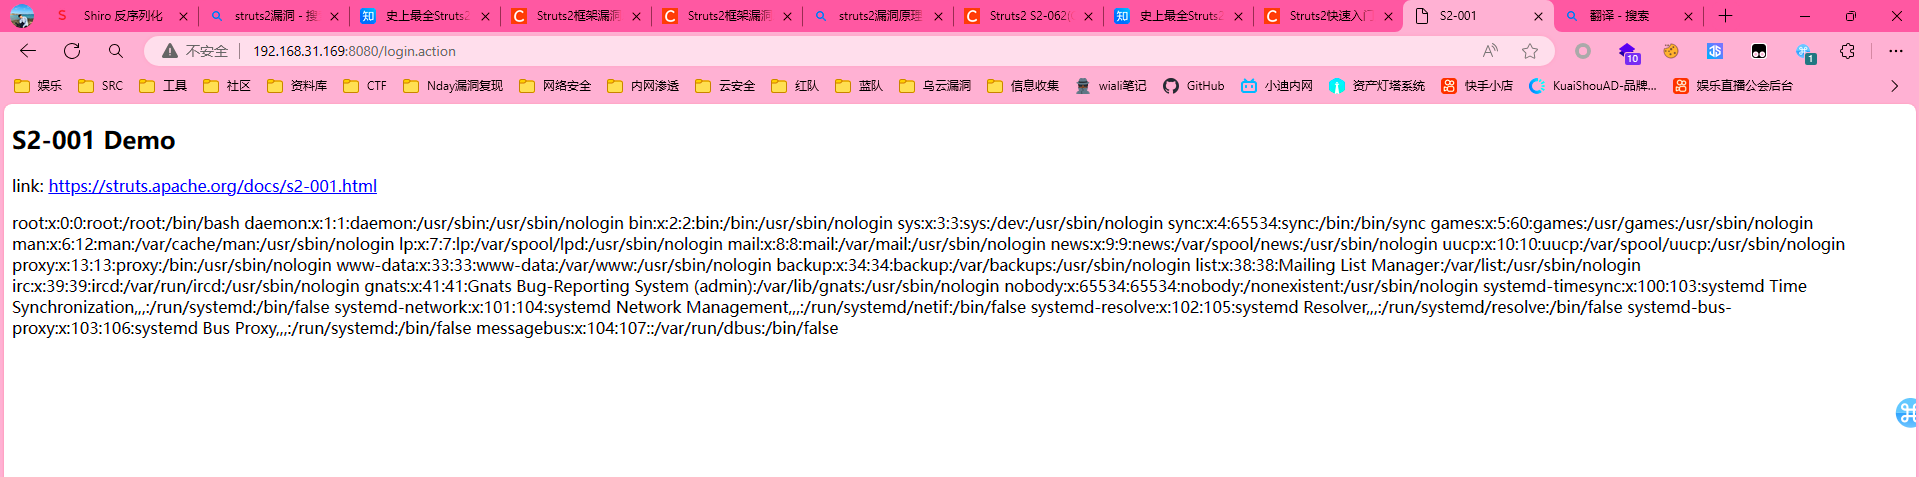 Shiro 反序列化
struts2漏洞 - 搜
史上最全Struts2
Struts2框架漏洞
Struts2框架漏洞
struts2漏洞原理
Struts2 S2-062(
史上最全Struts2
Struts2快速入门
S2-001
翻译 - 搜索
不安全 192.168.31.169:8080/login.action
10
1
娱乐 SRC 工具 社区 资料库 CTF Nday漏洞复现 网络安全 内网渗透 云安全 红队 蓝队 乌云漏洞 信息收集 wiali笔记 GitHub 小迪内网 资产灯塔系统 快手小店 KuaiShouAD-品牌... 娱乐直播公会后台
S2-001 Demo
link: https://struts.apache.org/docs/s2-001.html
root:x:0:0:root:/root:/bin/bash daemon:x:1:1:daemon:/usr/sbin:/usr/sbin/nologin bin:x:2:2:bin:/bin:/usr/sbin/nologin sys:x:3:3:sys:/dev:/usr/sbin/nologin sync:x:4:65534:sync:/bin:/bin/sync games:x:5:60:games:/usr/games:/usr/sbin/nologin
man:x:6:12:man:/var/cache/man:/usr/sbin/nologin lp:x:7:7:lp:/var/spool/lpd:/usr/sbin/nologin mail:x:8:8:mail:/var/mail:/usr/sbin/nologin news:x:9:9:news:/var/spool/news:/usr/sbin/nologin uucp:x:10:10:uucp:/var/spool/uucp:/usr/sbin/nologin
proxy:x:13:13:proxy:/bin:/usr/sbin/nologin www-data:x:33:33:www-data:/var/www:/usr/sbin/nologin backup:x:34:34:backup:/var/backups:/usr/sbin/nologin list:x:38:38:Mailing List Manager:/var/list:/usr/sbin/nologin
irc:x:39:39:ircd:/var/run/ircd:/usr/sbin/nologin gnats:x:41:41:Gnats Bug-Reporting System (admin):/var/lib/gnats:/usr/sbin/nologin nobody:x:65534:65534:nobody:/nonexistent:/usr/sbin/nologin systemd-timesync:x:100:103:systemd Time
Synchronization,,,:/run/systemd:/bin/false systemd-network:x:101:104:systemd Network Management,,,:/run/systemd/netif:/bin/false systemd-resolve:x:102:105:systemd Resolver,,,:/run/systemd/resolve:/bin/false systemd-bus-
proxy:x:103:106:systemd Bus Proxy,,,:/run/systemd:/bin/false messagebus:x:104:107::/var/run/dbus:/bin/false